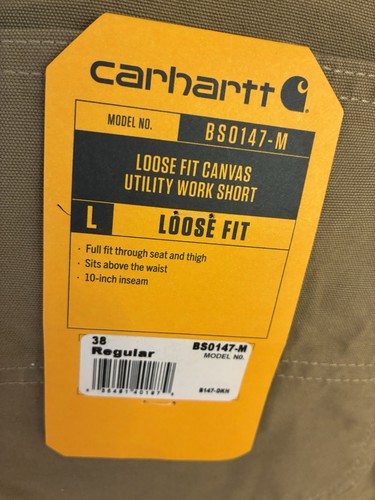 carhartt
MODEL NO. BS0147-M
LOOSE FIT CANVAS
UTILITY WORK SHORT
L LOOSE FIT
· Full fit through seat and thigh
· Sits above the waist
· 10-inch inseam
38 BS0147-M
Regular MODEL No.
B147-DKH